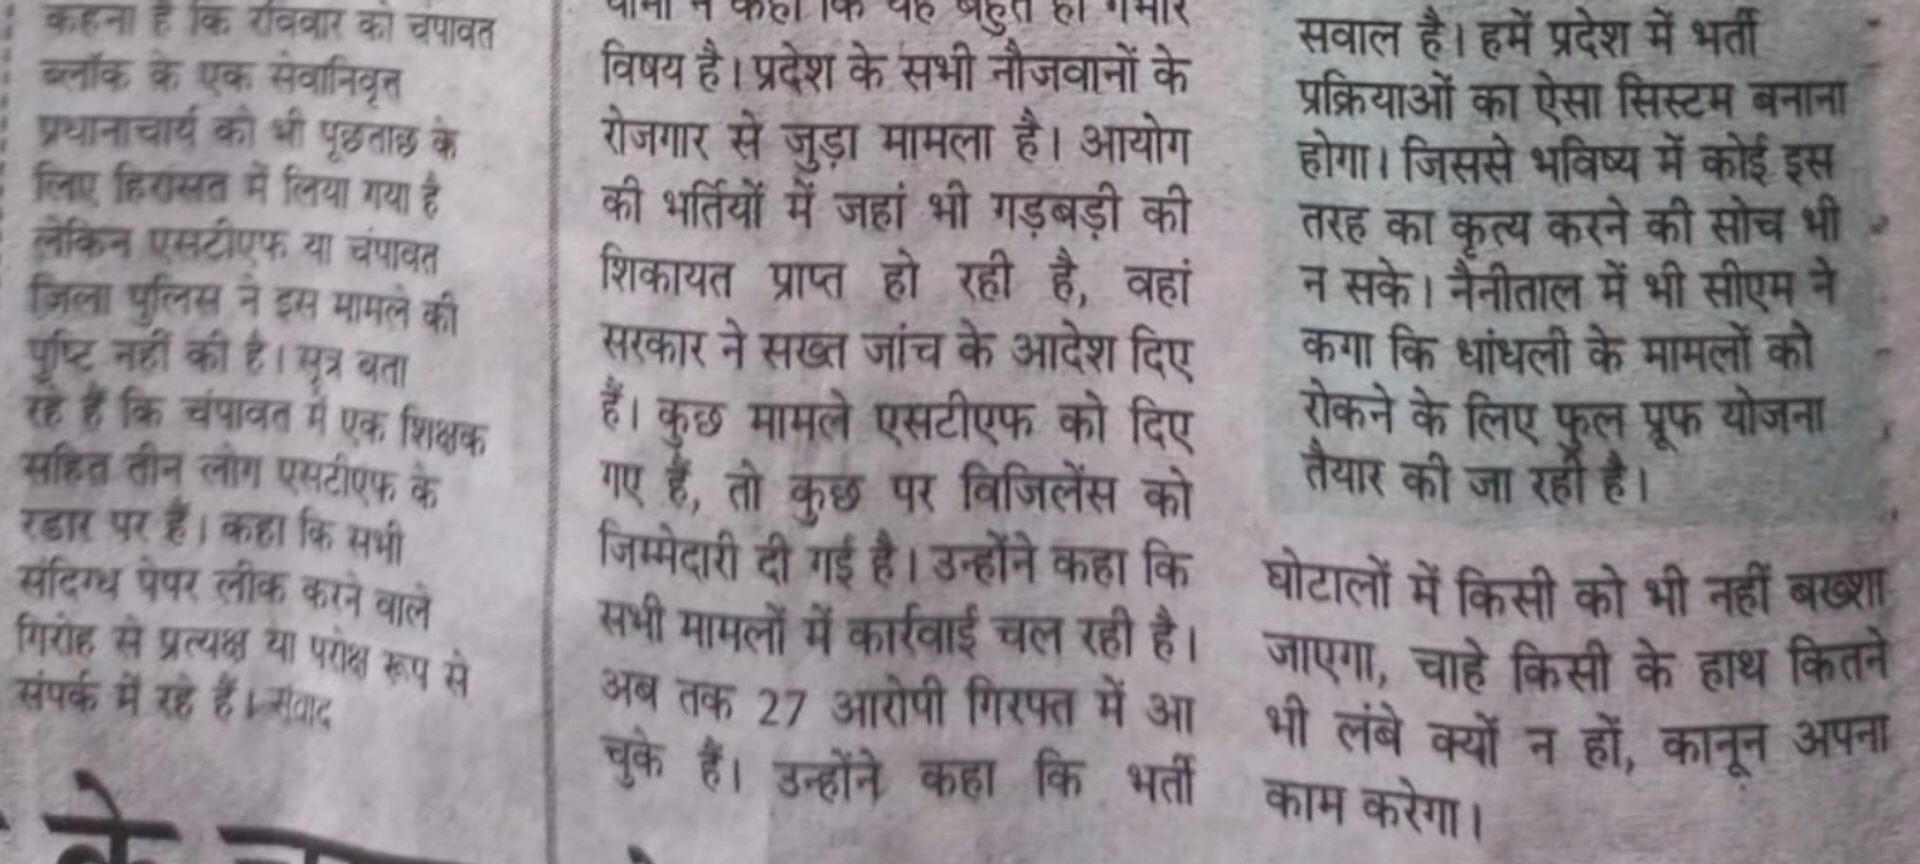 कहना है कि रविवार को चंपावत
ब्लॉक के एक सेवानिवृत्त
प्रधानाचार्य को भी पूछताछ के
लिए हिरासत में लिया गया है
लेकिन एसटीएफ या चंपावत
जिला पुलिस ने इस मामले की
पुष्टि नहीं की है। सूत्र बता
रहे हैं कि चंपावत में एक शिक्षक
सहित तीन लोग एसटीएफ के
रडार पर हैं। कहा कि सभी
संदिग्ध पेपर लीक करने वाले
गिरोह से प्रत्यक्ष या परोक्ष रूप से
संपर्क में रहे हैं। संवाद
धामी ने कहा कि यह बहुत ही गंभीर
विषय है। प्रदेश के सभी नौजवानों के
रोजगार से जुड़ा मामला है। आयोग
की भर्तियों में जहां भी गड़बड़ी की
शिकायत प्राप्त हो रही है, वहां
सरकार ने सख्त जांच के आदेश दिए
हैं। कुछ मामले एसटीएफ को दिए
गए हैं, तो कुछ पर विजिलेंस को
जिम्मेदारी दी गई है। उन्होंने कहा कि
सभी मामलों में कार्रवाई चल रही है।
अब तक 27 आरोपी गिरफ्त में आ
चुके हैं। उन्होंने कहा कि भर्ती
सवाल है। हमें प्रदेश में भर्ती
प्रक्रियाओं का ऐसा सिस्टम बनाना
होगा। जिससे भविष्य में कोई इस
तरह का कृत्य करने की सोच भी
न सके। नैनीताल में भी सीएम ने
कगा कि धांधली के मामलों को
रोकने के लिए फुल प्रूफ योजना
तैयार की जा रही है।
घोटालों में किसी को भी नहीं बख्शा
जाएगा, चाहे किसी के हाथ कितने
भी लंबे क्यों न हों, कानून अपना
काम करेगा।
के